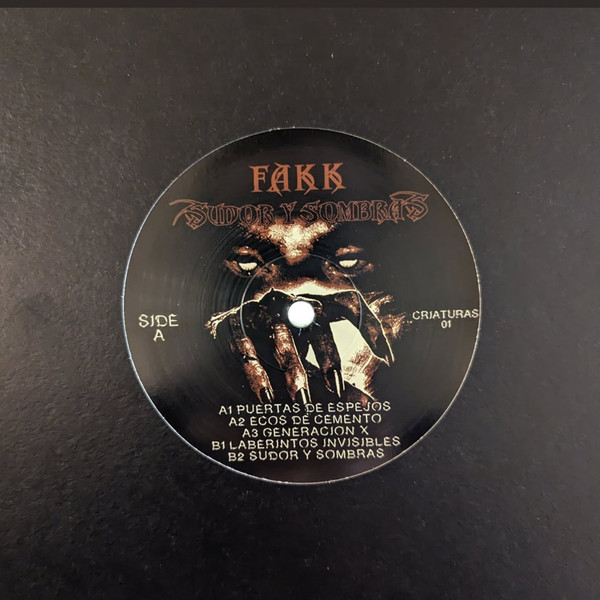 FAKK
SUDOR Y SOMBRAS
SIDE
A
CRIATURAS
01
A1 PUERTAS DE ESPEJOS
A2 ECOS DE CEMENTO
A3 GENERACION X
B1 LABERINTOS INVISIBLES
B2 SUDOR Y SOMBRAS